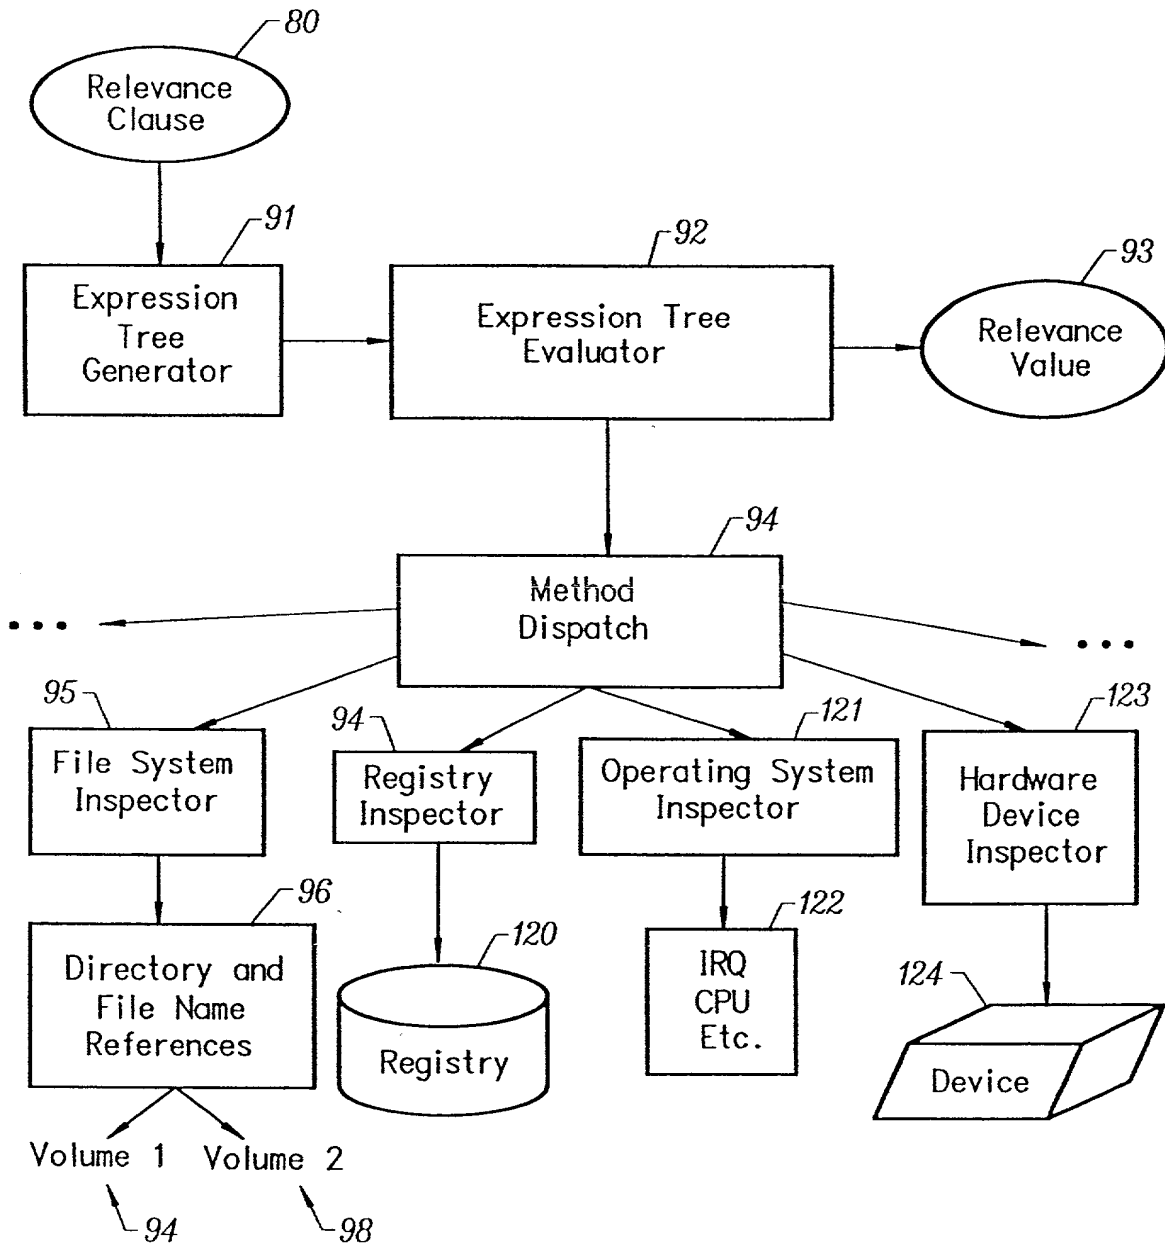 80
Relevance
Clause
91
Expression
Tree
Generator
92
Expression Tree
Evaluator
93
Relevance
Value
94
Method
Dispatch
...
...
95
File System
Inspector
94
Registry
Inspector
121
Operating System
Inspector
123
Hardware
Device
Inspector
96
Directory and
File Name
References
120
Registry
122
IRQ
CPU
Etc.
124
Device
Volume 1
Volume 2
94
98